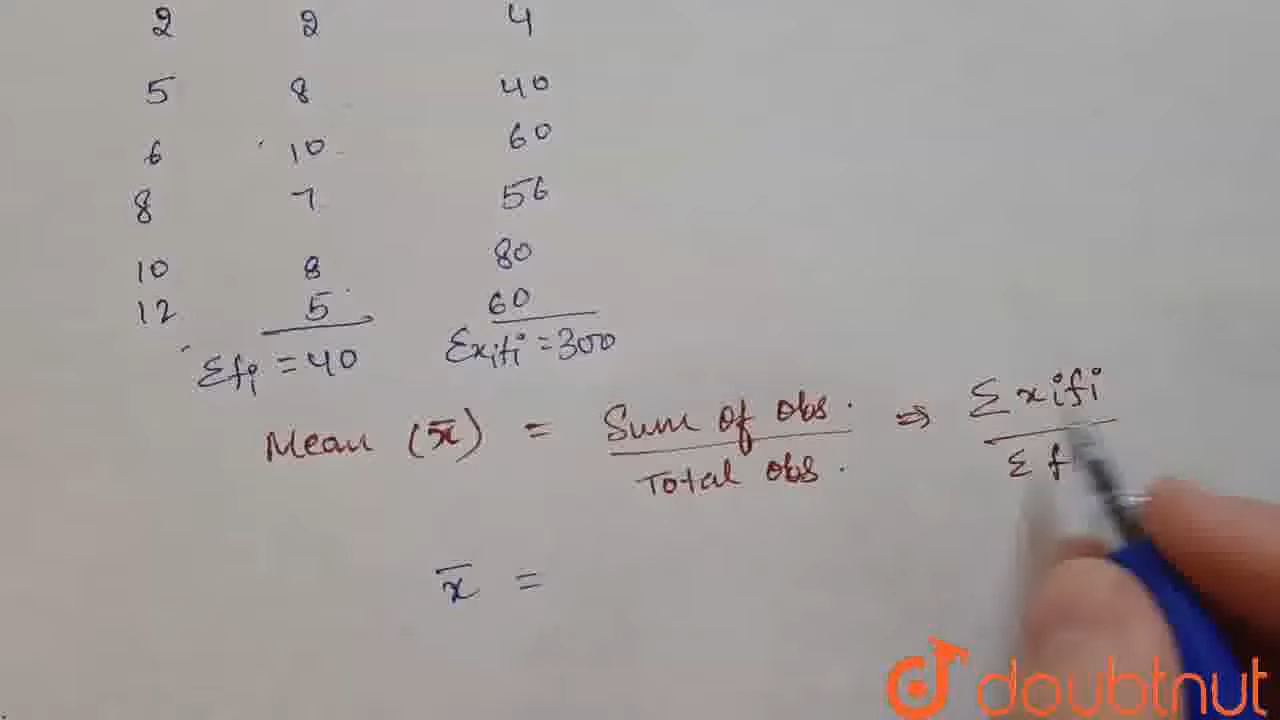 2 2 4
5 8 40
6 10 60
8 7 56
10 8 80
12 5 60
Σfi = 40 Σxifi = 300
Mean (x̄) = Sum of obs. / Total obs. ⇒ Σxifi / Σf
x̄ =
doubtnut